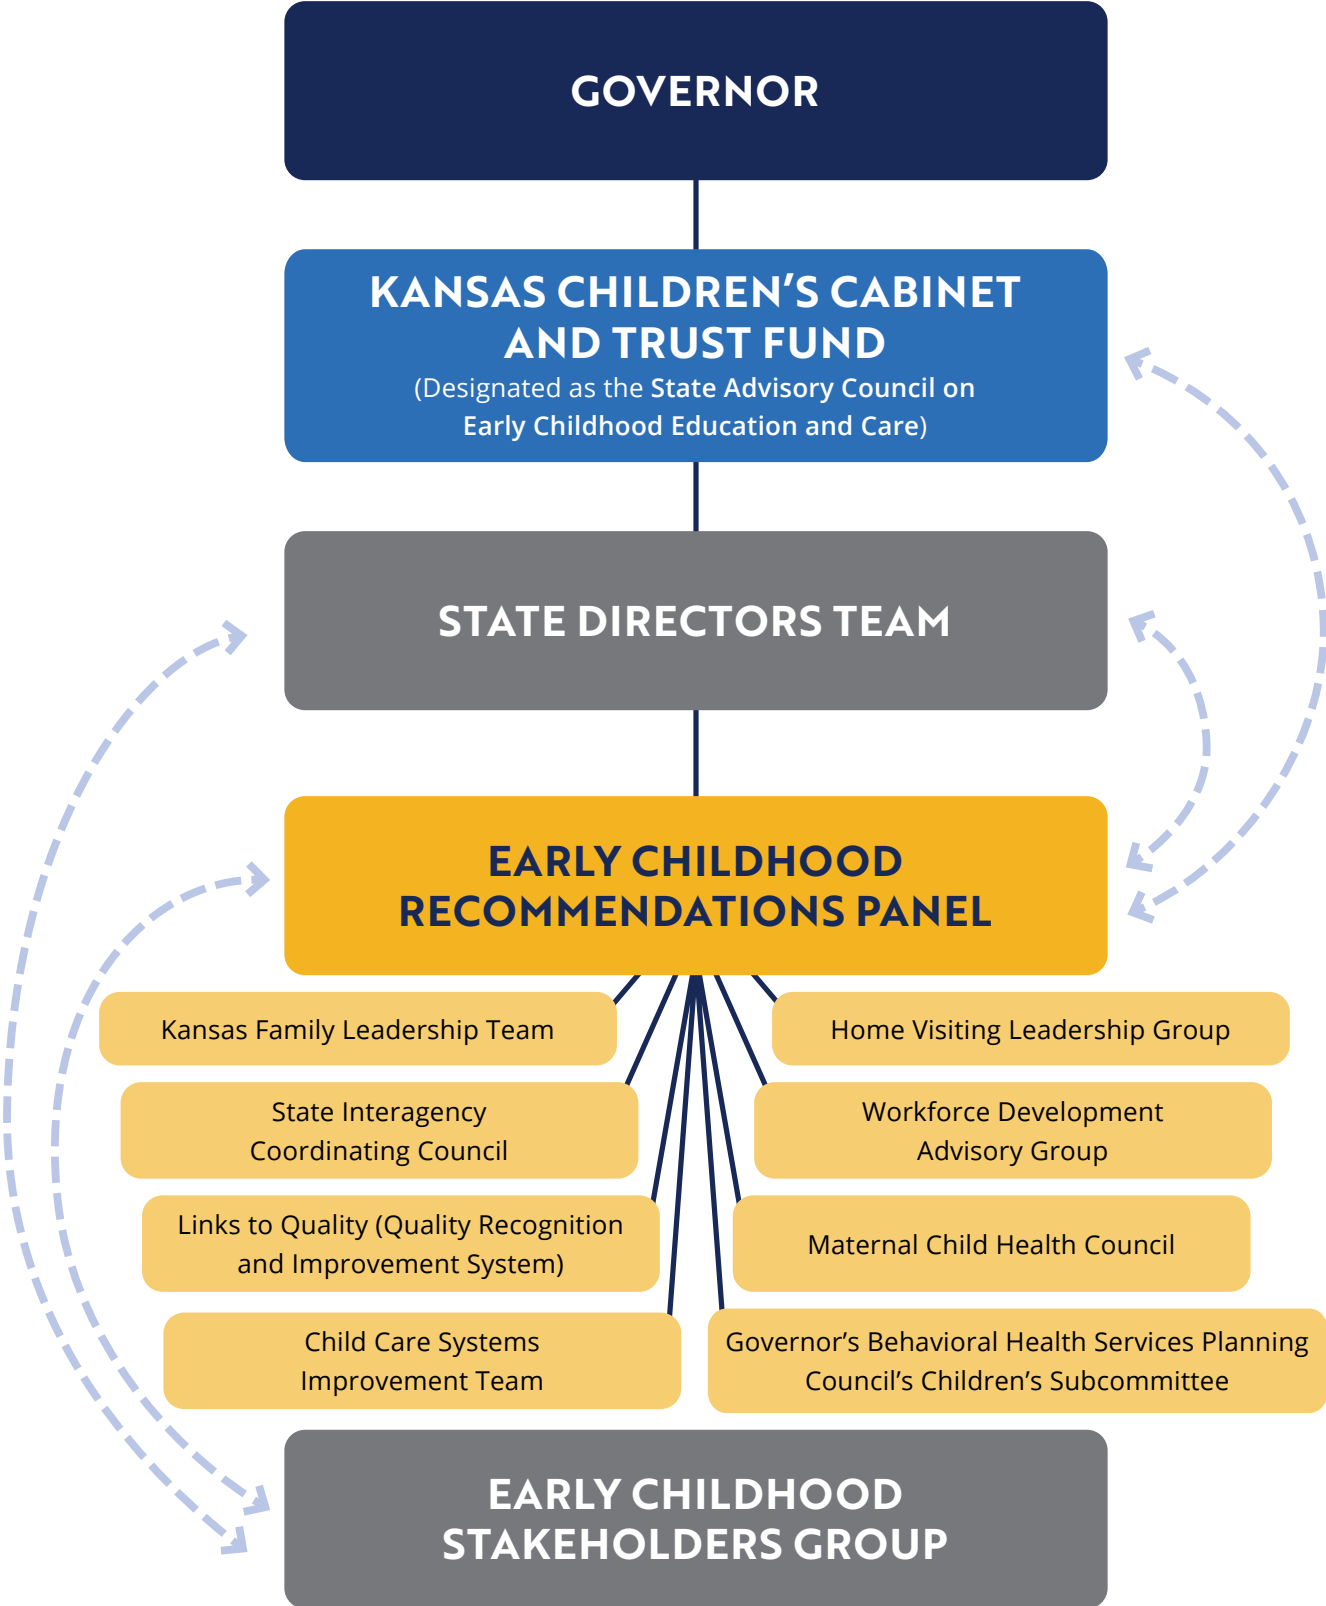 GOVERNOR
KANSAS CHILDREN’S CABINET
AND TRUST FUND
(Designated as the State Advisory Council on
Early Childhood Education and Care)
STATE DIRECTORS TEAM
EARLY CHILDHOOD
RECOMMENDATIONS PANEL
Kansas Family Leadership Team
Home Visiting Leadership Group
State Interagency
Coordinating Council
Workforce Development
Advisory Group
Links to Quality (Quality Recognition
and Improvement System)
Maternal Child Health Council
Child Care Systems
Improvement Team
Governor’s Behavioral Health Services Planning
Council’s Children’s Subcommittee
EARLY CHILDHOOD
STAKEHOLDERS GROUP